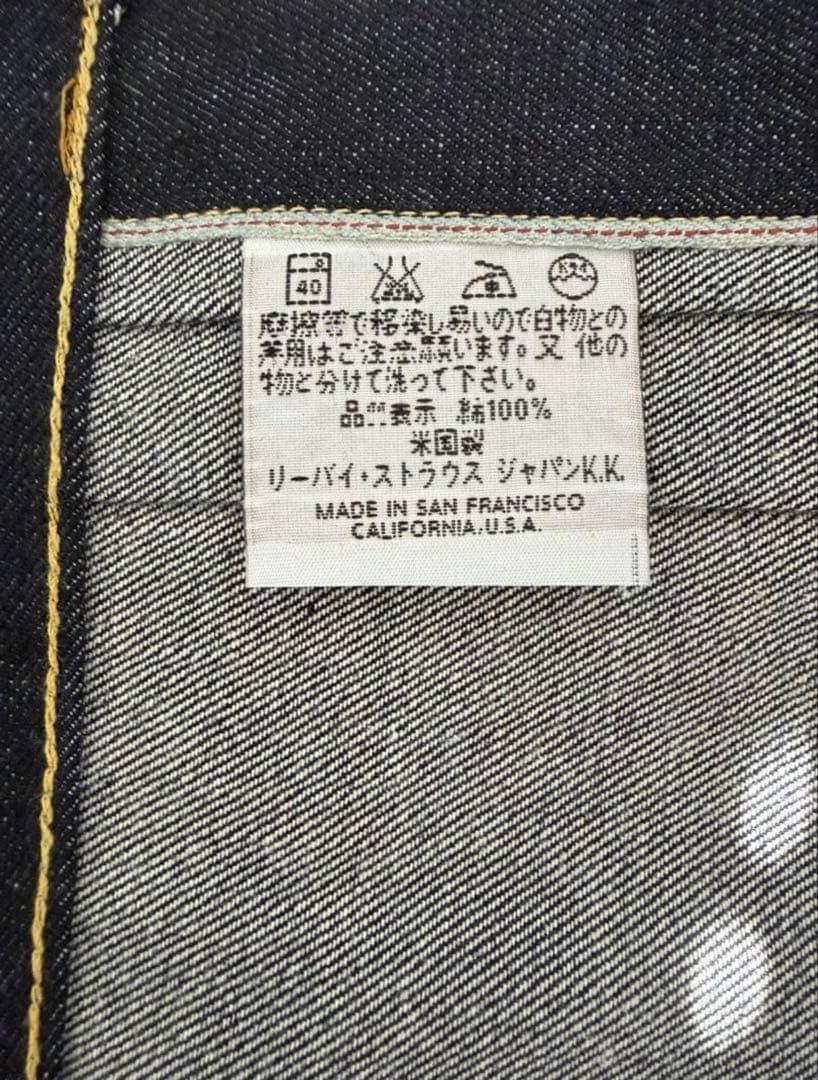 40
摩擦等で移染し易いので白物との
着用はご注意願います。又 他の
物と分けて洗って下さい。
品質表示 綿100%
米国製
リーバイ・ストラウス ジャパンK.K.
MADE IN SAN FRANCISCO
CALIFORNIA.U.S.A.